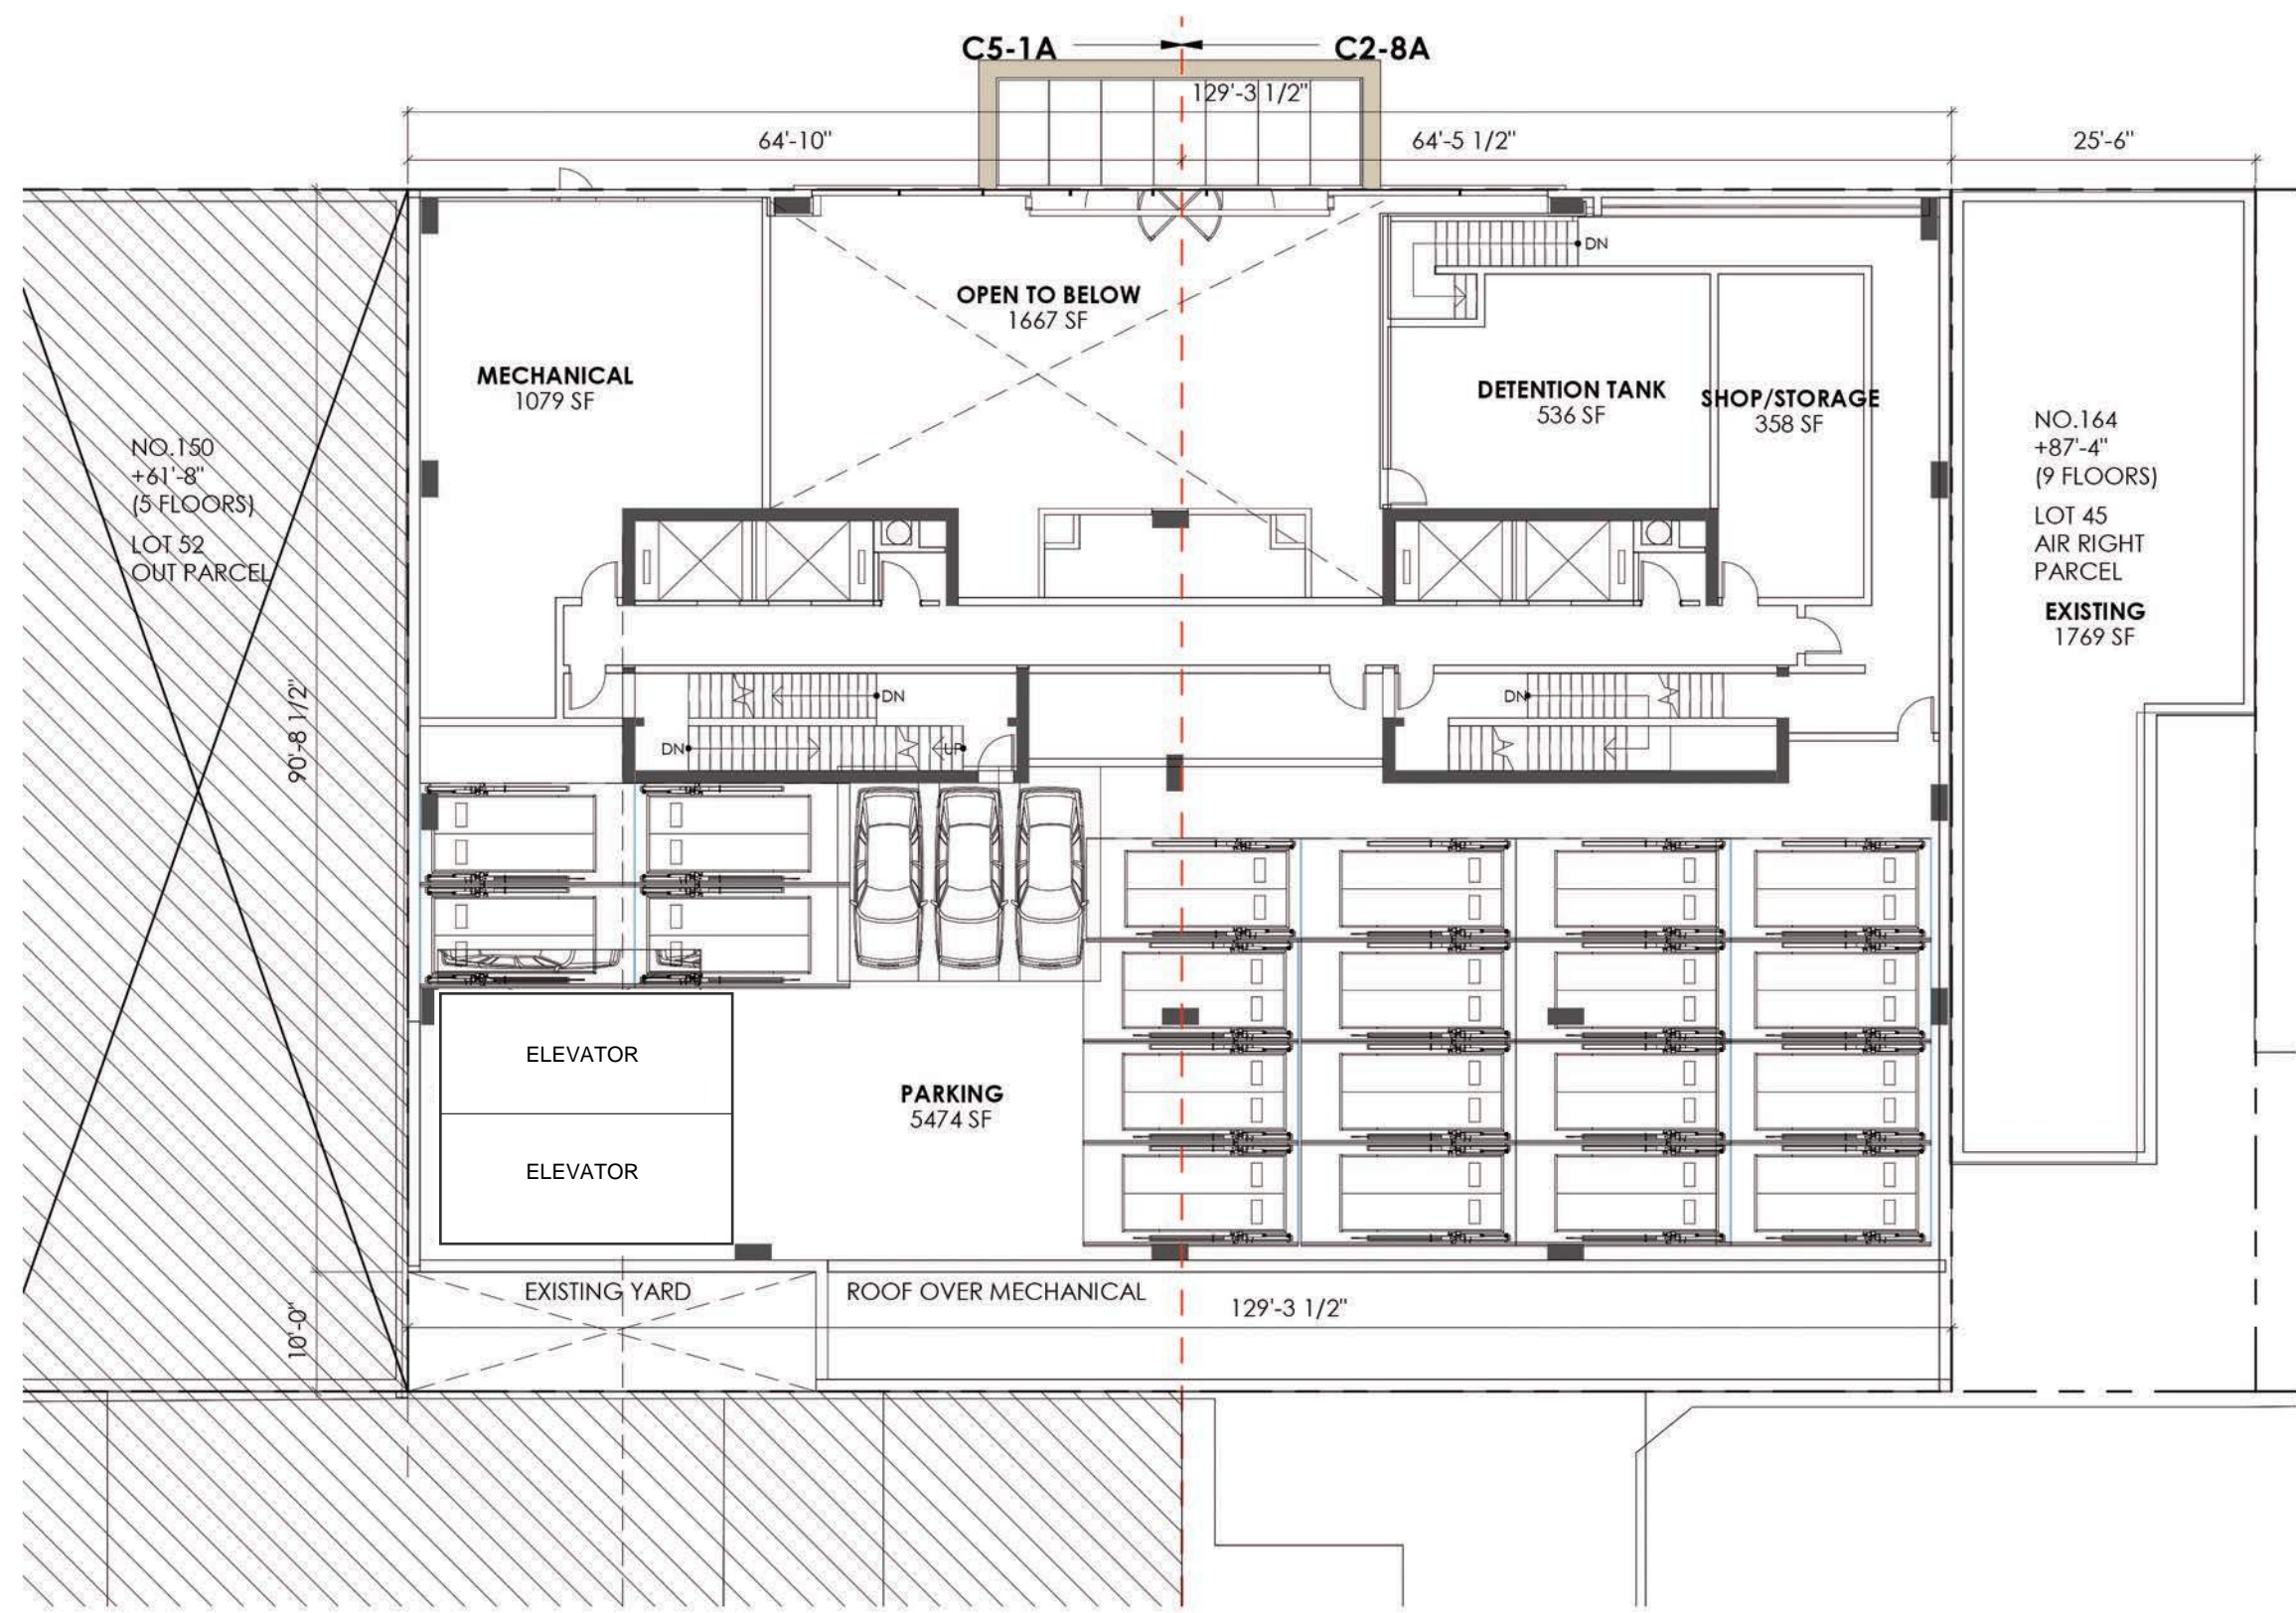 C5-1A
C2-8A
129'-3 1/2"
64'-10"
64'-5 1/2"
25'-6"
DN
OPEN TO BELOW
1667 SF
MECHANICAL
1079 SF
DETENTION TANK
536 SF
SHOP/STORAGE
358 SF
NO.150
+61'-8"
(5 FLOORS)
LOT 52
OUT PARCEL
NO.164
+87'-4"
(9 FLOORS)
LOT 45
AIR RIGHT
PARCEL
EXISTING
1769 SF
90'-8 1/2"
DN
DN
DN
UP
ELEVATOR
ELEVATOR
PARKING
5474 SF
EXISTING YARD
ROOF OVER MECHANICAL
129'-3 1/2"
10'-0"